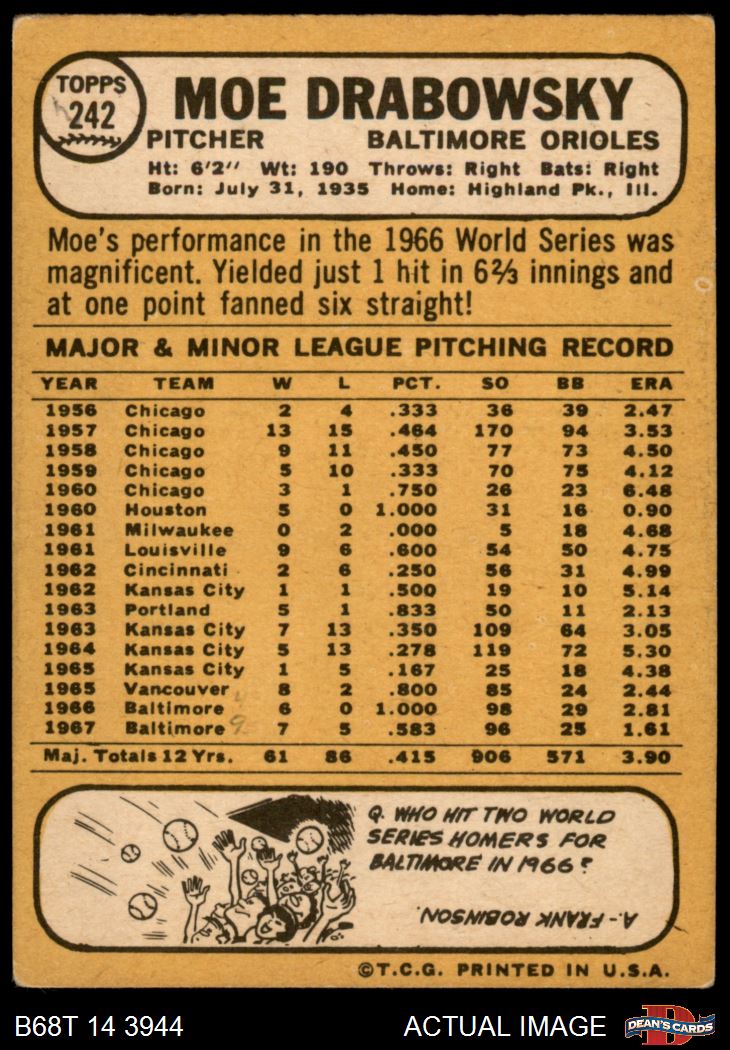 TOPPS
242
MOE DRABOWSKY
PITCHER BALTIMORE ORIOLES
Ht: 6'2" Wt: 190 Throws: Right Bats: Right
Born: July 31, 1935 Home: Highland Pk., Ill.
Moe's performance in the 1966 World Series was
magnificent. Yielded just 1 hit in 6⅔ innings and
at one point fanned six straight!
MAJOR & MINOR LEAGUE PITCHING RECORD
YEAR TEAM W L PCT. SO BB ERA
1956 Chicago 2 4 .333 36 39 2.47
1957 Chicago 13 15 .464 170 94 3.53
1958 Chicago 9 11 .450 77 73 4.50
1959 Chicago 5 10 .333 70 75 4.12
1960 Chicago 3 1 .750 26 23 6.48
1960 Houston 5 0 1.000 31 16 0.90
1961 Milwaukee 0 2 .000 5 18 4.68
1961 Louisville 9 6 .600 54 50 4.75
1962 Cincinnati 2 6 .250 56 31 4.99
1962 Kansas City 1 1 .500 19 10 5.14
1963 Portland 5 1 .833 50 11 2.13
1963 Kansas City 7 13 .350 109 64 3.05
1964 Kansas City 5 13 .278 119 72 5.30
1965 Kansas City 1 5 .167 25 18 4.38
1965 Vancouver 8 2 .800 85 24 2.44
1966 Baltimore 6 0 1.000 98 29 2.81
1967 Baltimore 7 5 .583 96 25 1.61
Maj. Totals 12 Yrs. 61 86 .415 906 571 3.90
Q. WHO HIT TWO WORLD
SERIES HOMERS FOR
BALTIMORE IN 1966?
A.-FRANK ROBINSON.
©T.C.G. PRINTED IN U.S.A.
B68T 14 3944 ACTUAL IMAGE
D
DEAN'S CARDS